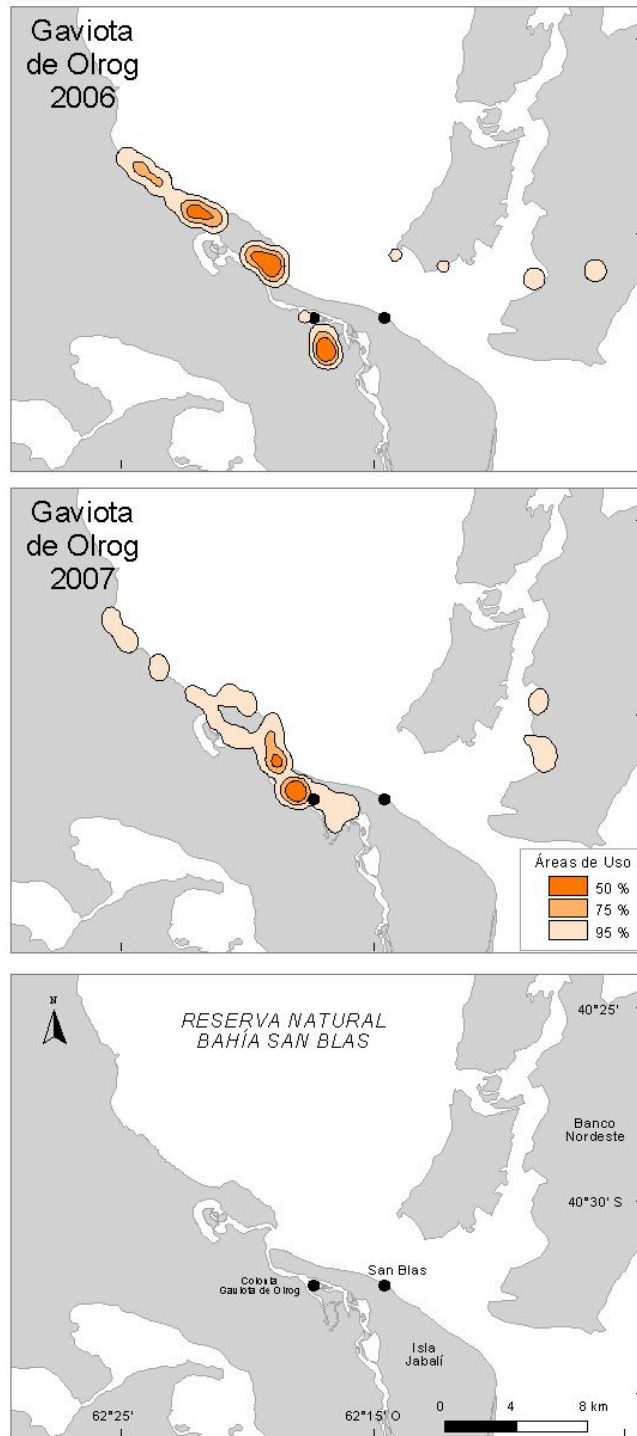 Gaviota
de Olrog
2006
Gaviota
de Olrog
2007
Áreas de Uso
50 %
75 %
95 %
N
RESERVA NATURAL
BAHÍA SAN BLAS
40°25'
Banco
Nordeste
40°30' S
San Blas
Colonia
Gaviota de Olrog
Isla
Jabalí
62°25'
62°15' O
0 4 8 km